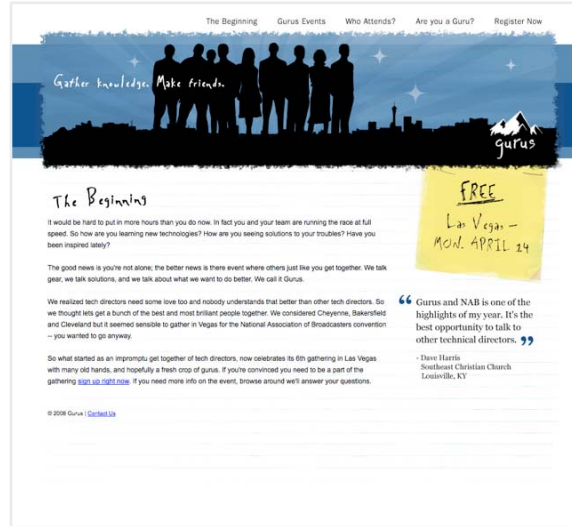 The Beginning Gurus Events Who Attends? Are you a Guru? Register Now
Gather knowledge. Make friends.
gurus
FREE
Las Vegas –
MON. APRIL 14
The Beginning
It would be hard to put in more hours than you do now. In fact you and your team are running the race at full
speed. So how are you learning new technologies? How are you seeing solutions to your troubles? Have you
been inspired lately?
The good news is you're not alone; the better news is there event where others just like you get together. We talk
gear, we talk solutions, and we talk about what we want to do better. We call it Gurus.
We realized tech directors need some love too and nobody understands that better than other tech directors. So
we thought lets get a bunch of the best and most brilliant people together. We considered Cheyenne, Bakersfield
and Cleveland but it seemed sensible to gather in Vegas for the National Association of Broadcasters convention
-- you wanted to go anyway.
So what started as an impromptu get together of tech directors, now celebrates its 6th gathering in Las Vegas
with many old hands, and hopefully a fresh crop of gurus. If you're convinced you need to be a part of the
gathering sign up right now. If you need more info on the event, browse around we'll answer your questions.
© 2008 Gurus | Contact Us
“ Gurus and NAB is one of the
highlights of my year. It's the
best opportunity to talk to
other technical directors. ”
- Dave Harris
Southeast Christian Church
Louisville, KY